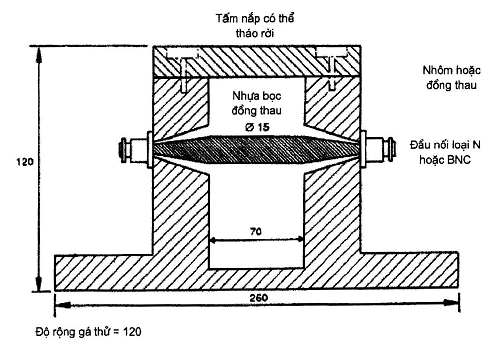 Tấm nắp có thể
tháo rời
Nhôm hoặc
đồng thau
Nhựa bọc
đồng thau
Ø 15
Đầu nối loại N
hoặc BNC
120
70
260
Độ rộng gá thử = 120